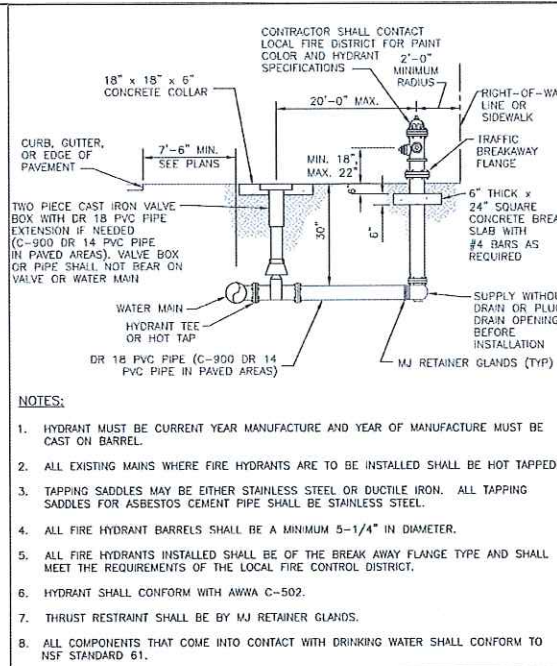 CONTRACTOR SHALL CONTACT
LOCAL FIRE DISTRICT FOR PAINT
COLOR AND HYDRANT
SPECIFICATIONS
2'-0"
MINIMUM
RADIUS
18" x 18" x 6"
CONCRETE COLLAR
20'-0" MAX.
RIGHT-OF-WA
LINE OR
SIDEWALK
CURB, GUTTER,
OR EDGE OF
PAVEMENT
7'-6" MIN.
SEE PLANS
TRAFFIC
BREAKAWAY
FLANGE
MIN. 18"
MAX. 22"
6"
6" THICK x
24" SQUARE
CONCRETE BREA
SLAB WITH
#4 BARS AS
REQUIRED
TWO PIECE CAST IRON VALVE
BOX WITH DR 18 PVC PIPE
EXTENSION IF NEEDED
(C-900 DR 14 PVC PIPE
IN PAVED AREAS). VALVE BOX
OR PIPE SHALL NOT BEAR ON
VALVE OR WATER MAIN
30"
6"
WATER MAIN
HYDRANT TEE
OR HOT TAP
SUPPLY WITHOU
DRAIN OR PLU
DRAIN OPENING
BEFORE
INSTALLATION
DR 18 PVC PIPE (C-900 DR 14
PVC PIPE IN PAVED AREAS)
MJ RETAINER GLANDS (TYP)
NOTES:
1. HYDRANT MUST BE CURRENT YEAR MANUFACTURE AND YEAR OF MANUFACTURE MUST BE
CAST ON BARREL.
2. ALL EXISTING MAINS WHERE FIRE HYDRANTS ARE TO BE INSTALLED SHALL BE HOT TAPPED
3. TAPPING SADDLES MAY BE EITHER STAINLESS STEEL OR DUCTILE IRON. ALL TAPPING
SADDLES FOR ASBESTOS CEMENT PIPE SHALL BE STAINLESS STEEL.
4. ALL FIRE HYDRANT BARRELS SHALL BE A MINIMUM 5-1/4" IN DIAMETER.
5. ALL FIRE HYDRANTS INSTALLED SHALL BE OF THE BREAK AWAY FLANGE TYPE AND SHALL
MEET THE REQUIREMENTS OF THE LOCAL FIRE CONTROL DISTRICT.
6. HYDRANT SHALL CONFORM WITH AWWA C-502.
7. THRUST RESTRAINT SHALL BE BY MJ RETAINER GLANDS.
8. ALL COMPONENTS THAT COME INTO CONTACT WITH DRINKING WATER SHALL CONFORM TO
NSF STANDARD 61.